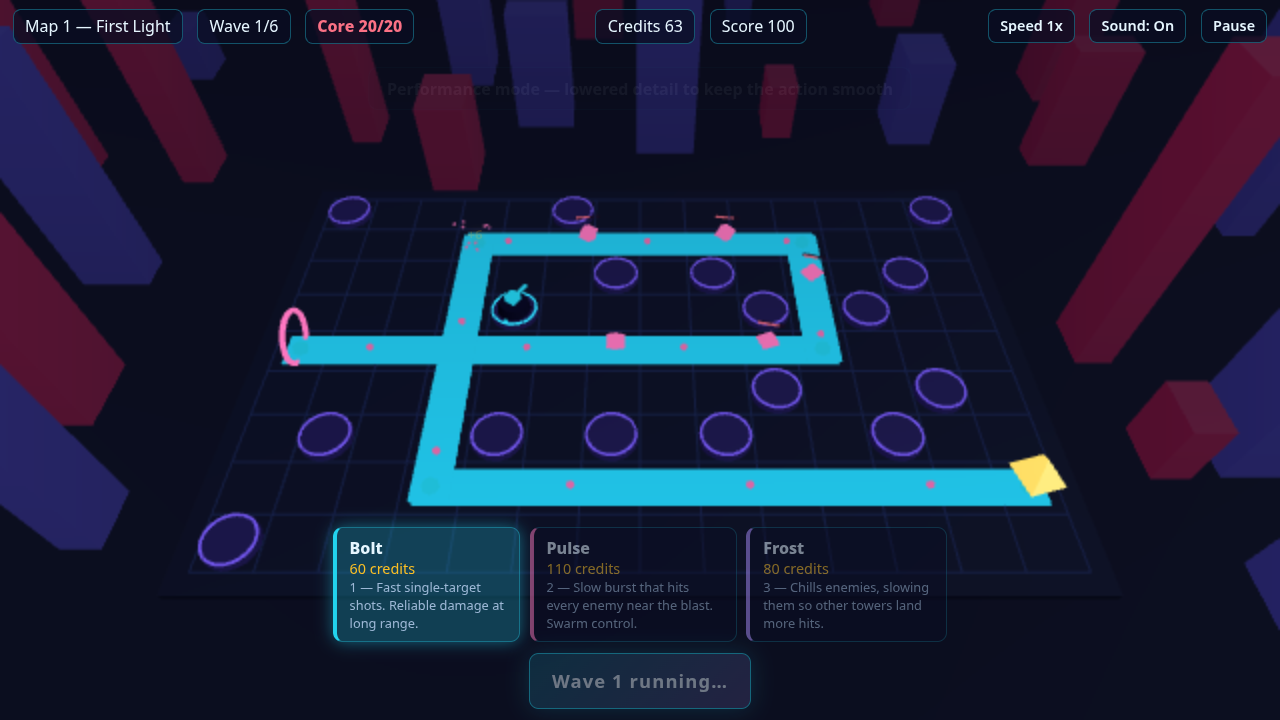 Map 1 — First Light
Wave 1/6
Core 20/20
Credits 63
Score 100
Speed 1x
Sound: On
Pause
Performance mode — lowered detail to keep the action smooth
Bolt
60 credits
1 — Fast single-target
shots. Reliable damage at
long range.
Pulse
110 credits
2 — Slow burst that hits
every enemy near the blast.
Swarm control.
Frost
80 credits
3 — Chills enemies, slowing
them so other towers land
more hits.
Wave 1 running…